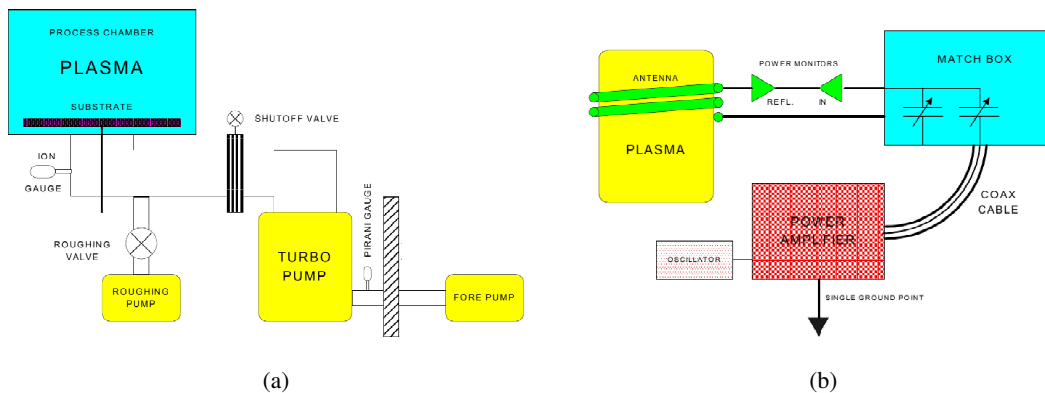 PROCESS CHAMBER
PLASMA
SUBSTRATE
ION
GAUGE
SHUTOFF VALVE
ROUGHING
VALVE
ROUGHING
PUMP
TURBO
PUMP
PIRANI GAUGE
FORE PUMP
(a)
ANTENNA
PLASMA
POWER MONITORS
REFL.
IN
MATCH BOX
COAX
CABLE
POWER
AMPLIFIER
OSCILLATOR
SINGLE GROUND POINT
(b)